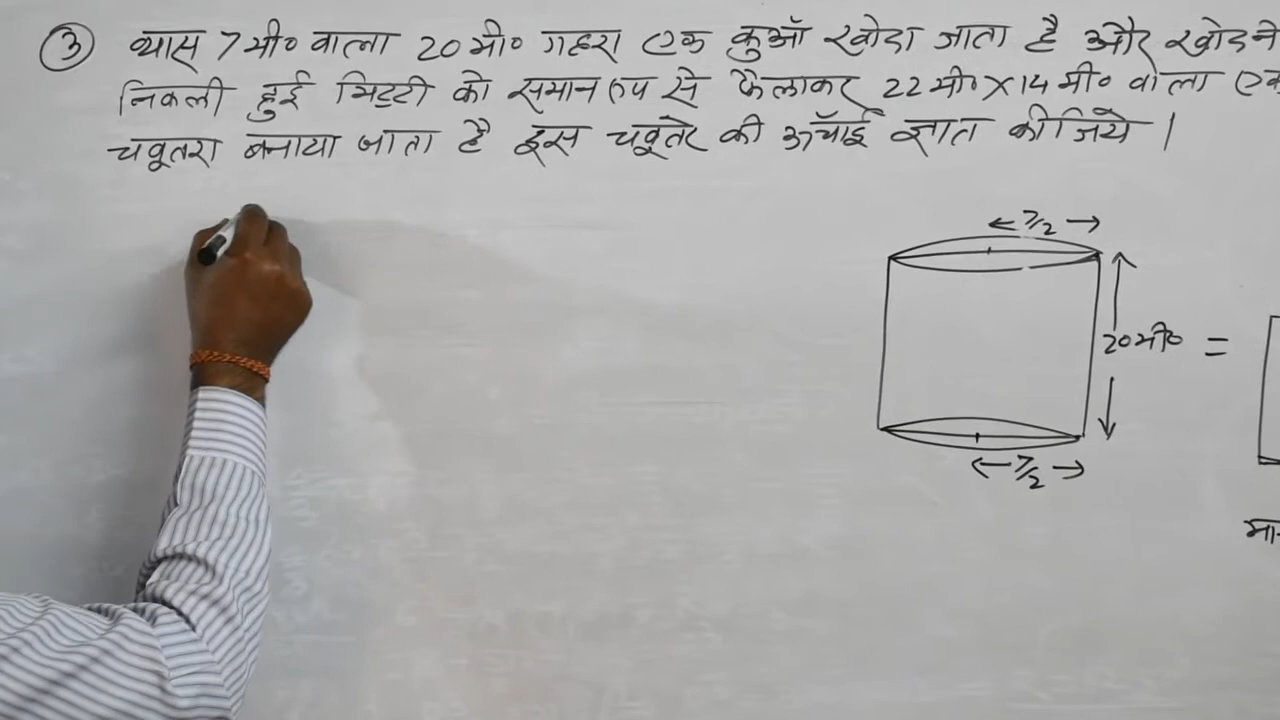 ③ व्यास 7 मी० वाला 20 मी० गहरा एक कुआँ खोदा जाता है और खोदने
निकली हुई मिट्टी को समान रूप से फैलाकर 22 मी० × 14 मी० वाला एक
चबूतरा बनाया जाता है इस चबूतरे की ऊँचाई ज्ञात कीजिये ।
← 7/2 →
20 मी० =
← 7/2 →